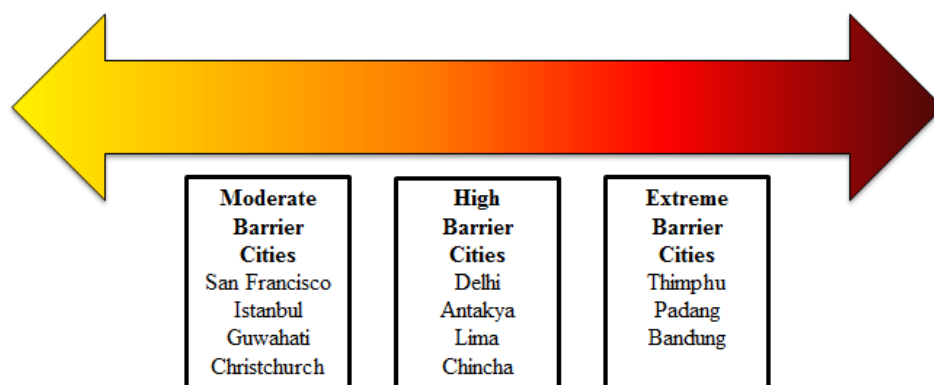 Moderate
Barrier
Cities
San Francisco
Istanbul
Guwahati
Christchurch
High
Barrier
Cities
Delhi
Antakya
Lima
Chincha
Extreme
Barrier
Cities
Thimphu
Padang
Bandung